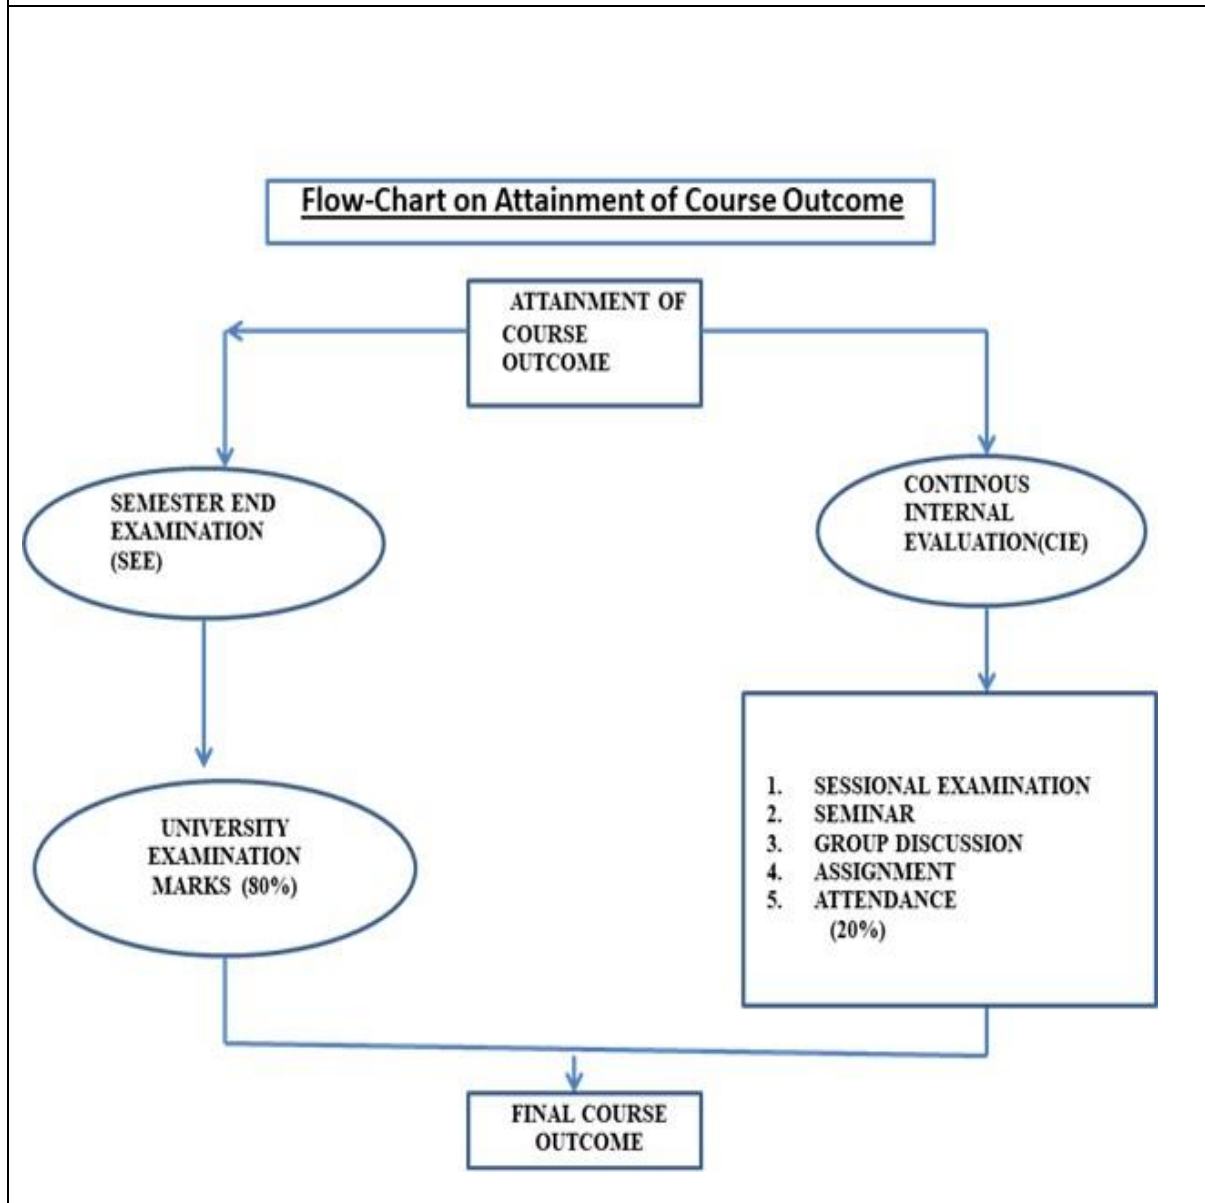 Flow-Chart on Attainment of Course Outcome
ATTAINMENT OF
COURSE
OUTCOME
SEMESTER END
EXAMINATION
(SEE)
CONTINOUS
INTERNAL
EVALUATION(CIE)
UNIVERSITY
EXAMINATION
MARKS (80%)
1. SESSIONAL EXAMINATION
2. SEMINAR
3. GROUP DISCUSSION
4. ASSIGNMENT
5. ATTENDANCE
(20%)
FINAL COURSE
OUTCOME